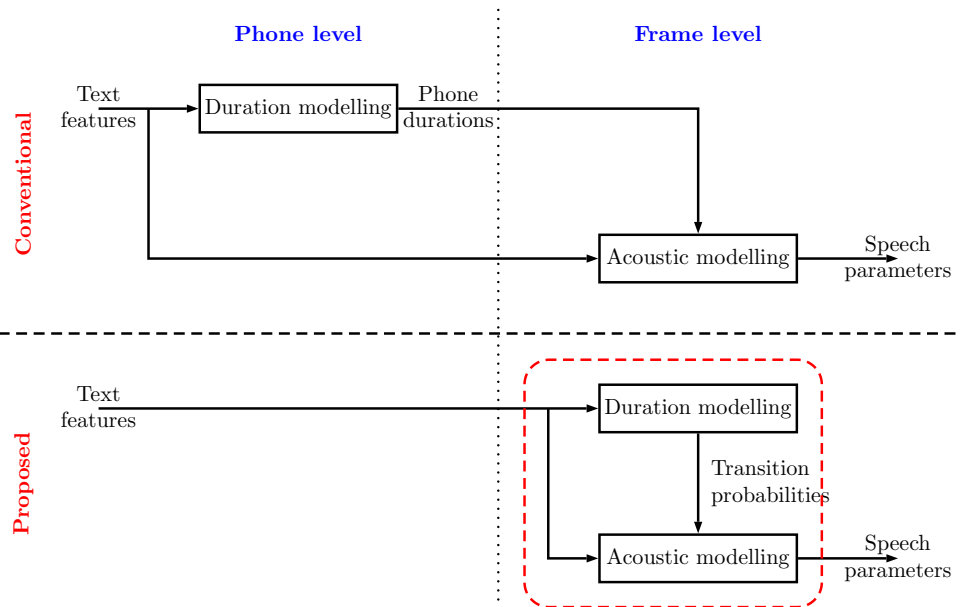 Phone level
Frame level
Conventional
Text
features
Duration modelling
Phone
durations
Acoustic modelling
Speech
parameters
Proposed
Text
features
Duration modelling
Transition
probabilities
Acoustic modelling
Speech
parameters